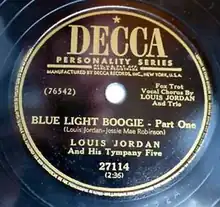 DECCA
PERSONALITY SERIES
MANUFACTURED BY DECCA RECORDS, INC., NEW YORK, U.S.A.
(76542)
Fox Trot
Vocal Chorus By
LOUIS JORDAN
And Trio
BLUE LIGHT BOOGIE - Part One
(Louis Jordan-Jessie Mae Robinson)
LOUIS JORDAN
And His Tympany Five
27114
(2:36)